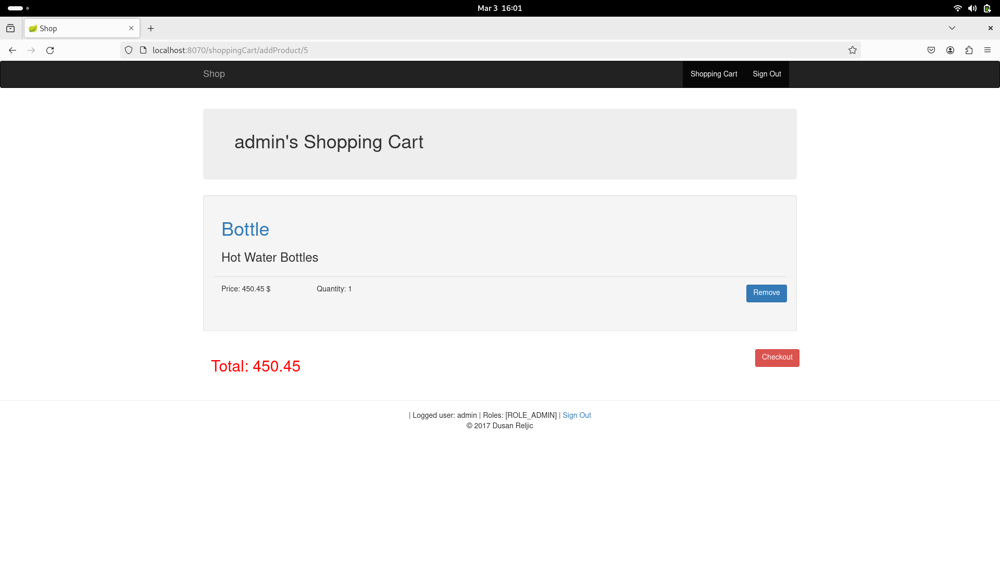 Mar 3 16:01
Shop
localhost:8070/shoppingCart/addProduct/5
Shop Shopping Cart Sign Out
admin's Shopping Cart
Bottle
Hot Water Bottles
Price: 450.45 $ Quantity: 1 Remove
Checkout
Total: 450.45
| Logged user: admin | Roles: [ROLE_ADMIN] | Sign Out
© 2017 Dusan Reljic